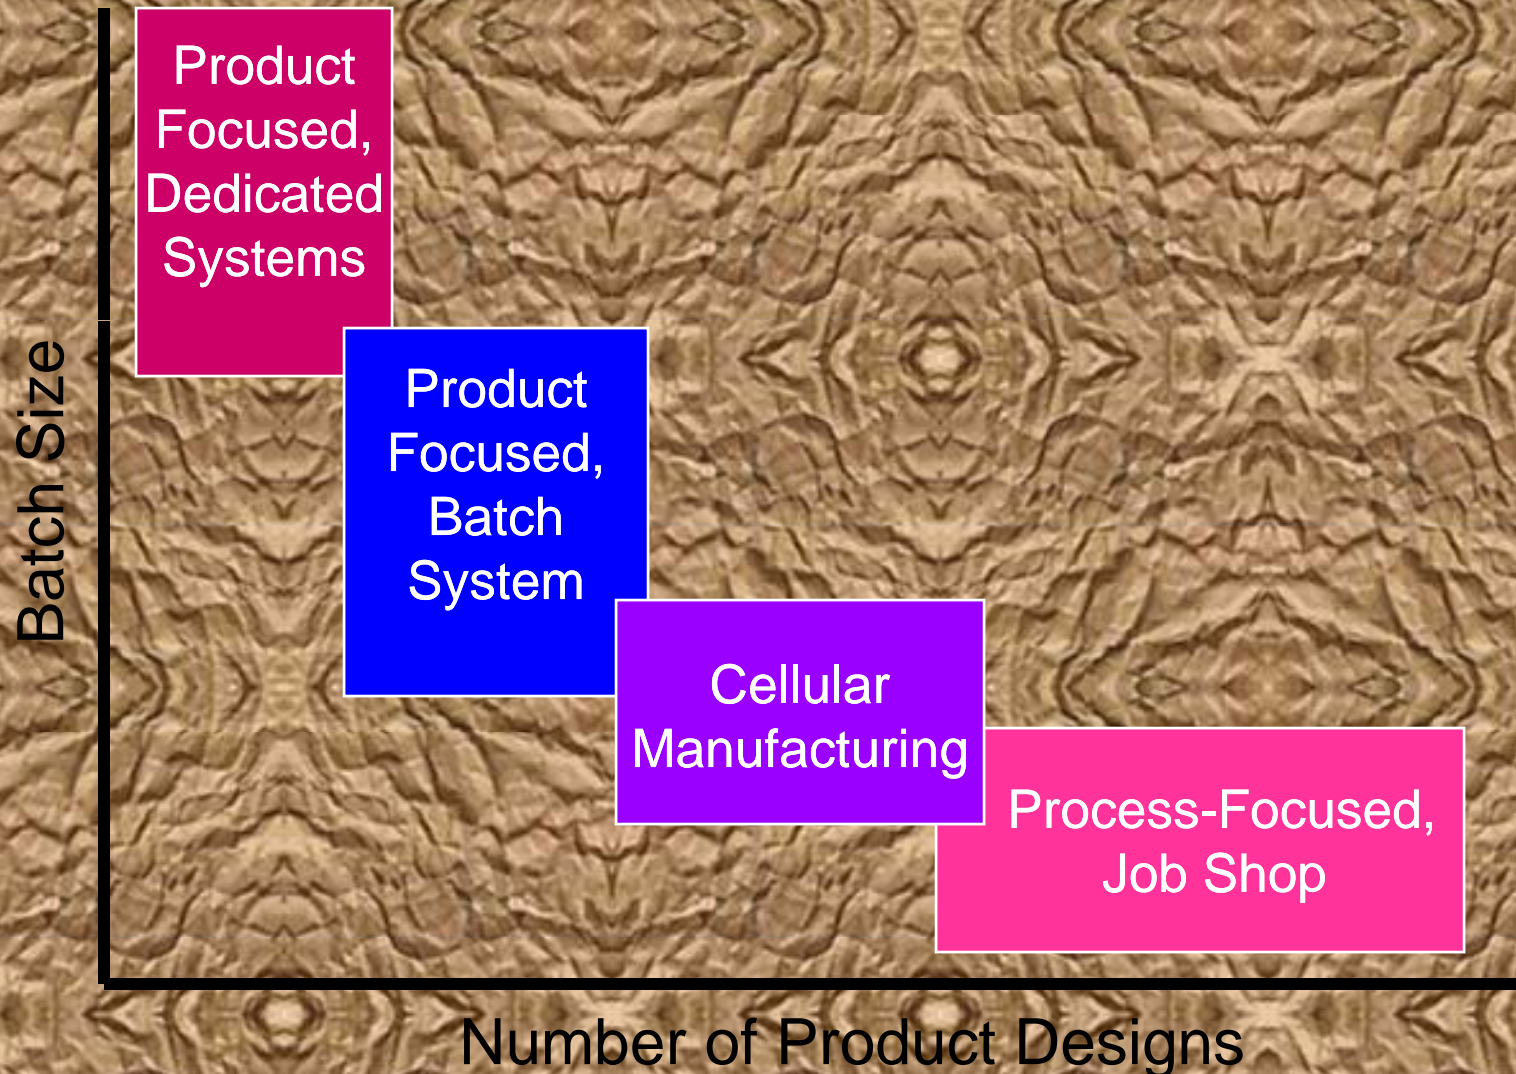 Product
Focused,
Dedicated
Systems
Batch Size
Product
Focused,
Batch
System
Cellular
Manufacturing
Process-Focused,
Job Shop
Number of Product Designs